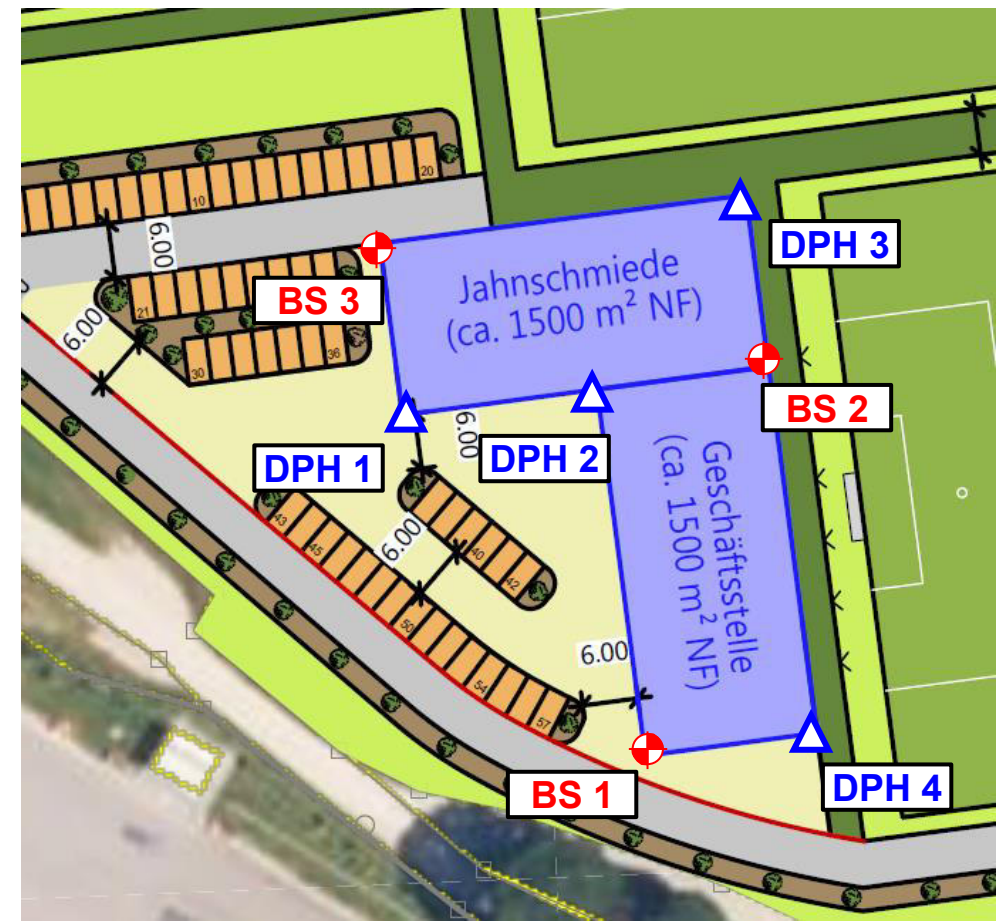 20
10
6.00
DPH 3
Jahnschmiede
(ca. 1500 m² NF)
BS 3
21
6.00
36
30
BS 2
6.00
DPH 1
DPH 2
Geschäftsstelle
(ca. 1500 m² NF)
43
45
6.00
40
42
50
6.00
54
57
BS 1
DPH 4